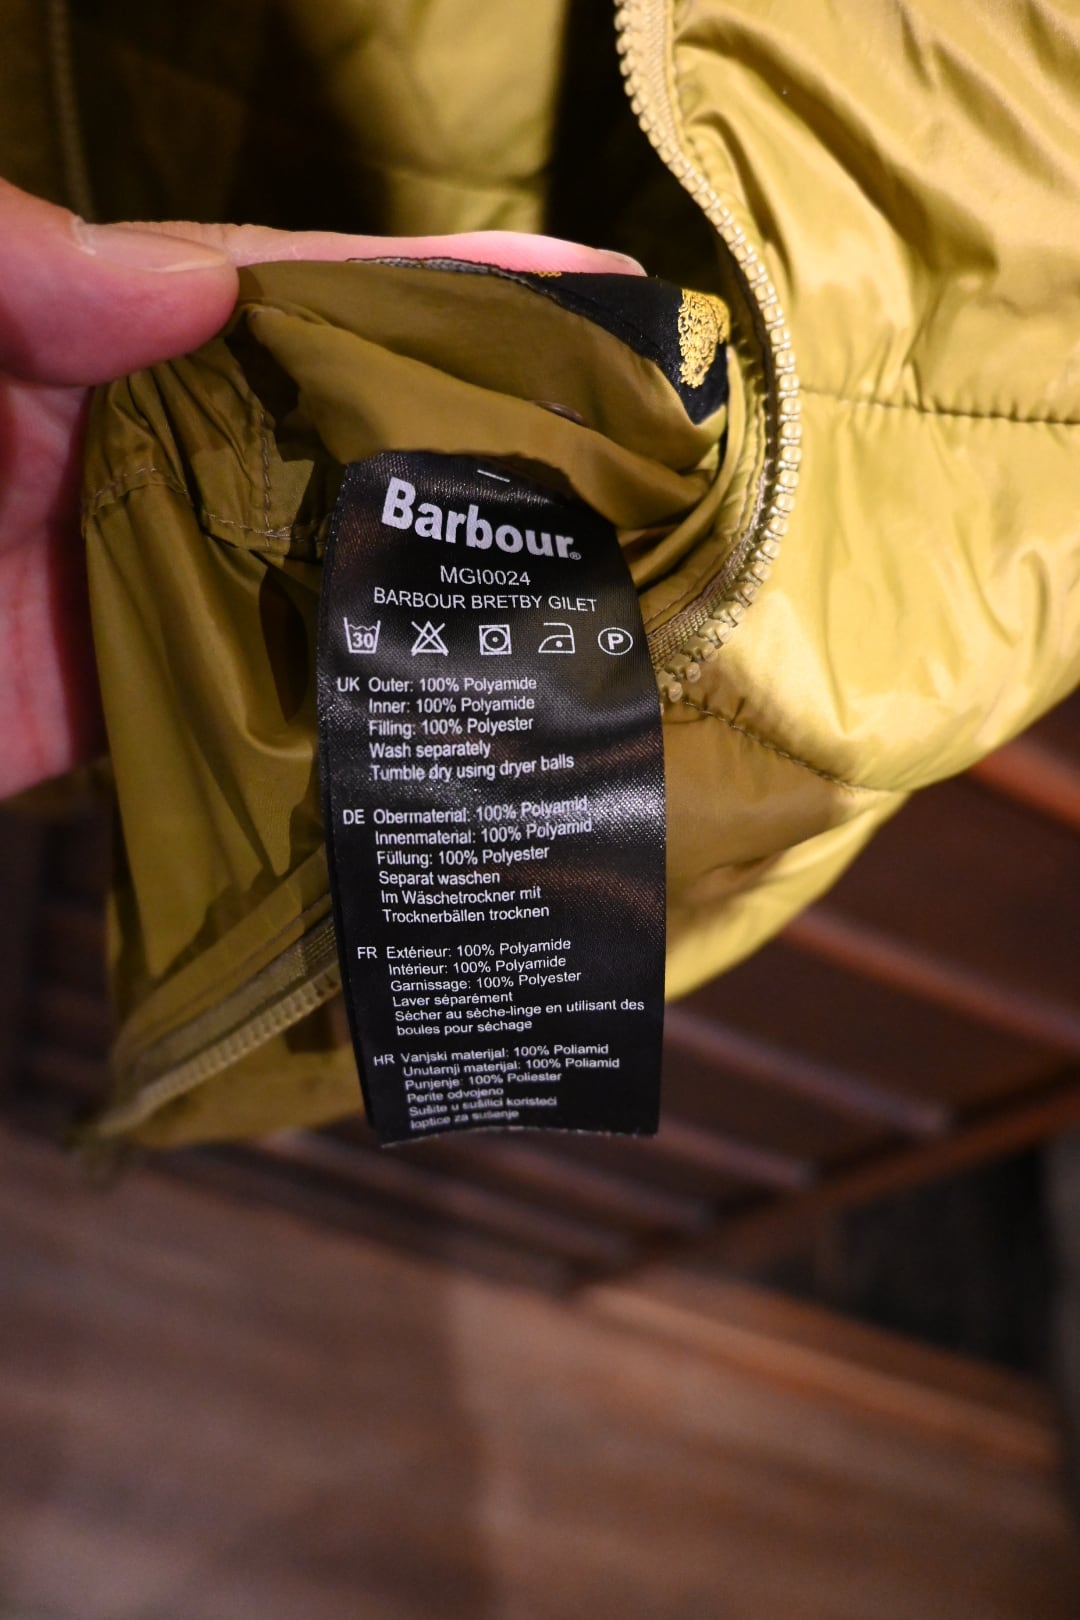 Barbour®
MGI0024
BARBOUR BRETBY GILET
30
P
UK Outer: 100% Polyamide
Inner: 100% Polyamide
Filling: 100% Polyester
Wash separately
Tumble dry using dryer balls
DE Obermaterial: 100% Polyamid
Innenmaterial: 100% Polyamid
Füllung: 100% Polyester
Separat waschen
Im Wäschetrockner mit
Trocknerbällen trocknen
FR Extérieur: 100% Polyamide
Intérieur: 100% Polyamide
Garnissage: 100% Polyester
Laver séparément
Sécher au sèche-linge en utilisant des
boules pour séchage
HR Vanjski materijal: 100% Poliamid
Unutarnji materijal: 100% Poliamid
Punjenje: 100% Poliester
Perite odvojeno
Sušite u sušilici koristeći
loptice za sušenje